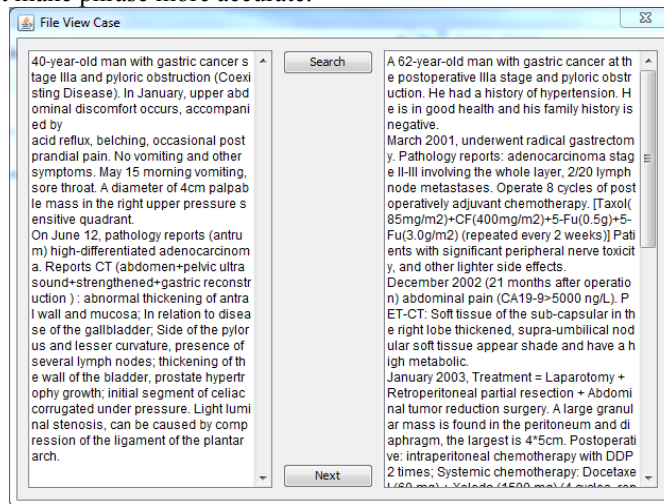 t make phrase more accurate.
File View Case
40-year-old man with gastric cancer s
tage IIIa and pyloric obstruction (Coexi
sting Disease). In January, upper abd
ominal discomfort occurs, accompani
ed by
acid reflux, belching, occasional post
prandial pain. No vomiting and other
symptoms. May 15 morning vomiting,
sore throat. A diameter of 4cm palpab
le mass in the right upper pressure s
ensitive quadrant.
On June 12, pathology reports (antru
m) high-differentiated adenocarcinom
a. Reports CT (abdomen+pelvic ultra
sound+strengthened+gastric reconstr
uction ) : abnormal thickening of antra
l wall and mucosa; In relation to disea
se of the gallbladder; Side of the pylor
us and lesser curvature, presence of
several lymph nodes; thickening of th
e wall of the bladder, prostate hypertr
ophy growth; initial segment of celiac
corrugated under pressure. Light lumi
nal stenosis, can be caused by comp
ression of the ligament of the plantar
arch.
Search
Next
A 62-year-old man with gastric cancer at th
e postoperative IIIa stage and pyloric obstr
uction. He had a history of hypertension. H
e is in good health and his family history is
negative.
March 2001, underwent radical gastrectom
y. Pathology reports: adenocarcinoma stag
e II-III involving the whole layer, 2/20 lymph
node metastases. Operate 8 cycles of post
operatively adjuvant chemotherapy. [Taxol(
85mg/m2)+CF(400mg/m2)+5-Fu(0.5g)+5-
Fu(3.0g/m2) (repeated every 2 weeks)] Pati
ents with significant peripheral nerve toxicit
y, and other lighter side effects.
December 2002 (21 months after operatio
n) abdominal pain (CA19-9>5000 ng/L). P
ET-CT: Soft tissue of the sub-capsular in th
e right lobe thickened, supra-umbilical nod
ular soft tissue appear shade and have a h
igh metabolic.
January 2003, Treatment = Laparotomy +
Retroperitoneal partial resection + Abdomi
nal tumor reduction surgery. A large granul
ar mass is found in the peritoneum and di
aphragm, the largest is 4*5cm. Postoperati
ve: intraperitoneal chemotherapy with DDP
2 times; Systemic chemotherapy: Docetaxe
l (60 mg) + Xeloda (1500 mg) (4 cycles, rep